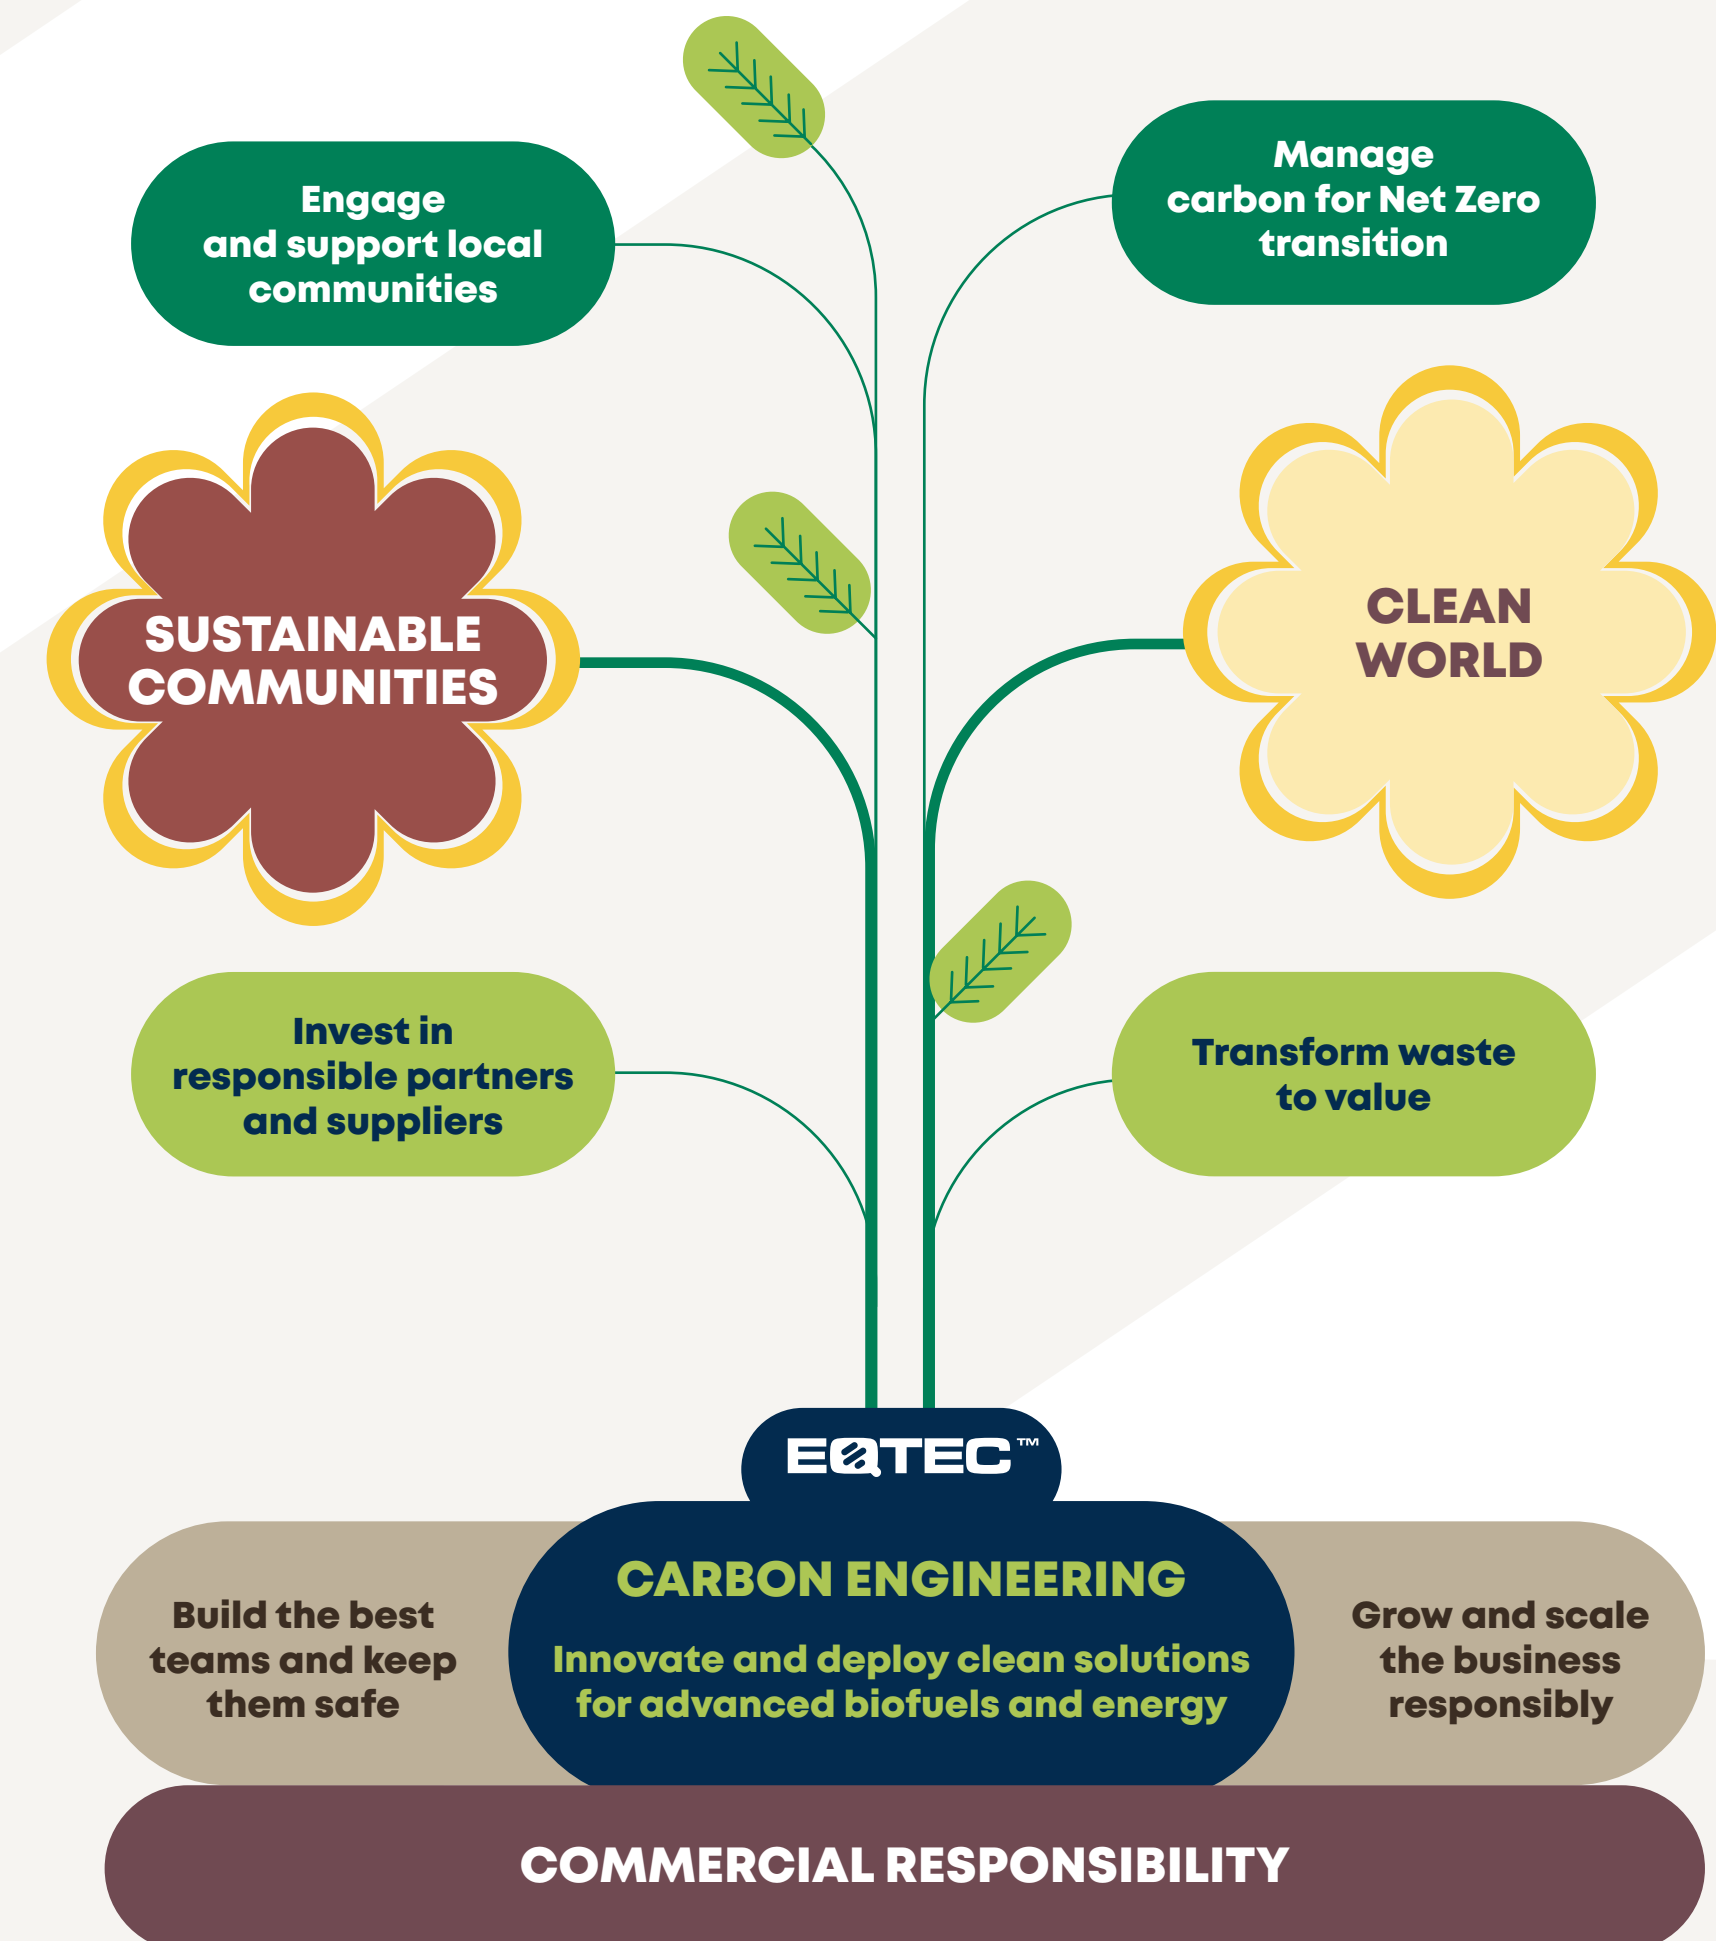 Engage
and support local
communities
Manage
carbon for Net Zero
transition
SUSTAINABLE
COMMUNITIES
CLEAN
WORLD
Invest in
responsible partners
and suppliers
Transform waste
to value
EQTEC™
CARBON ENGINEERING
Innovate and deploy clean solutions
for advanced biofuels and energy
Build the best
teams and keep
them safe
Grow and scale
the business
responsibly
COMMERCIAL RESPONSIBILITY